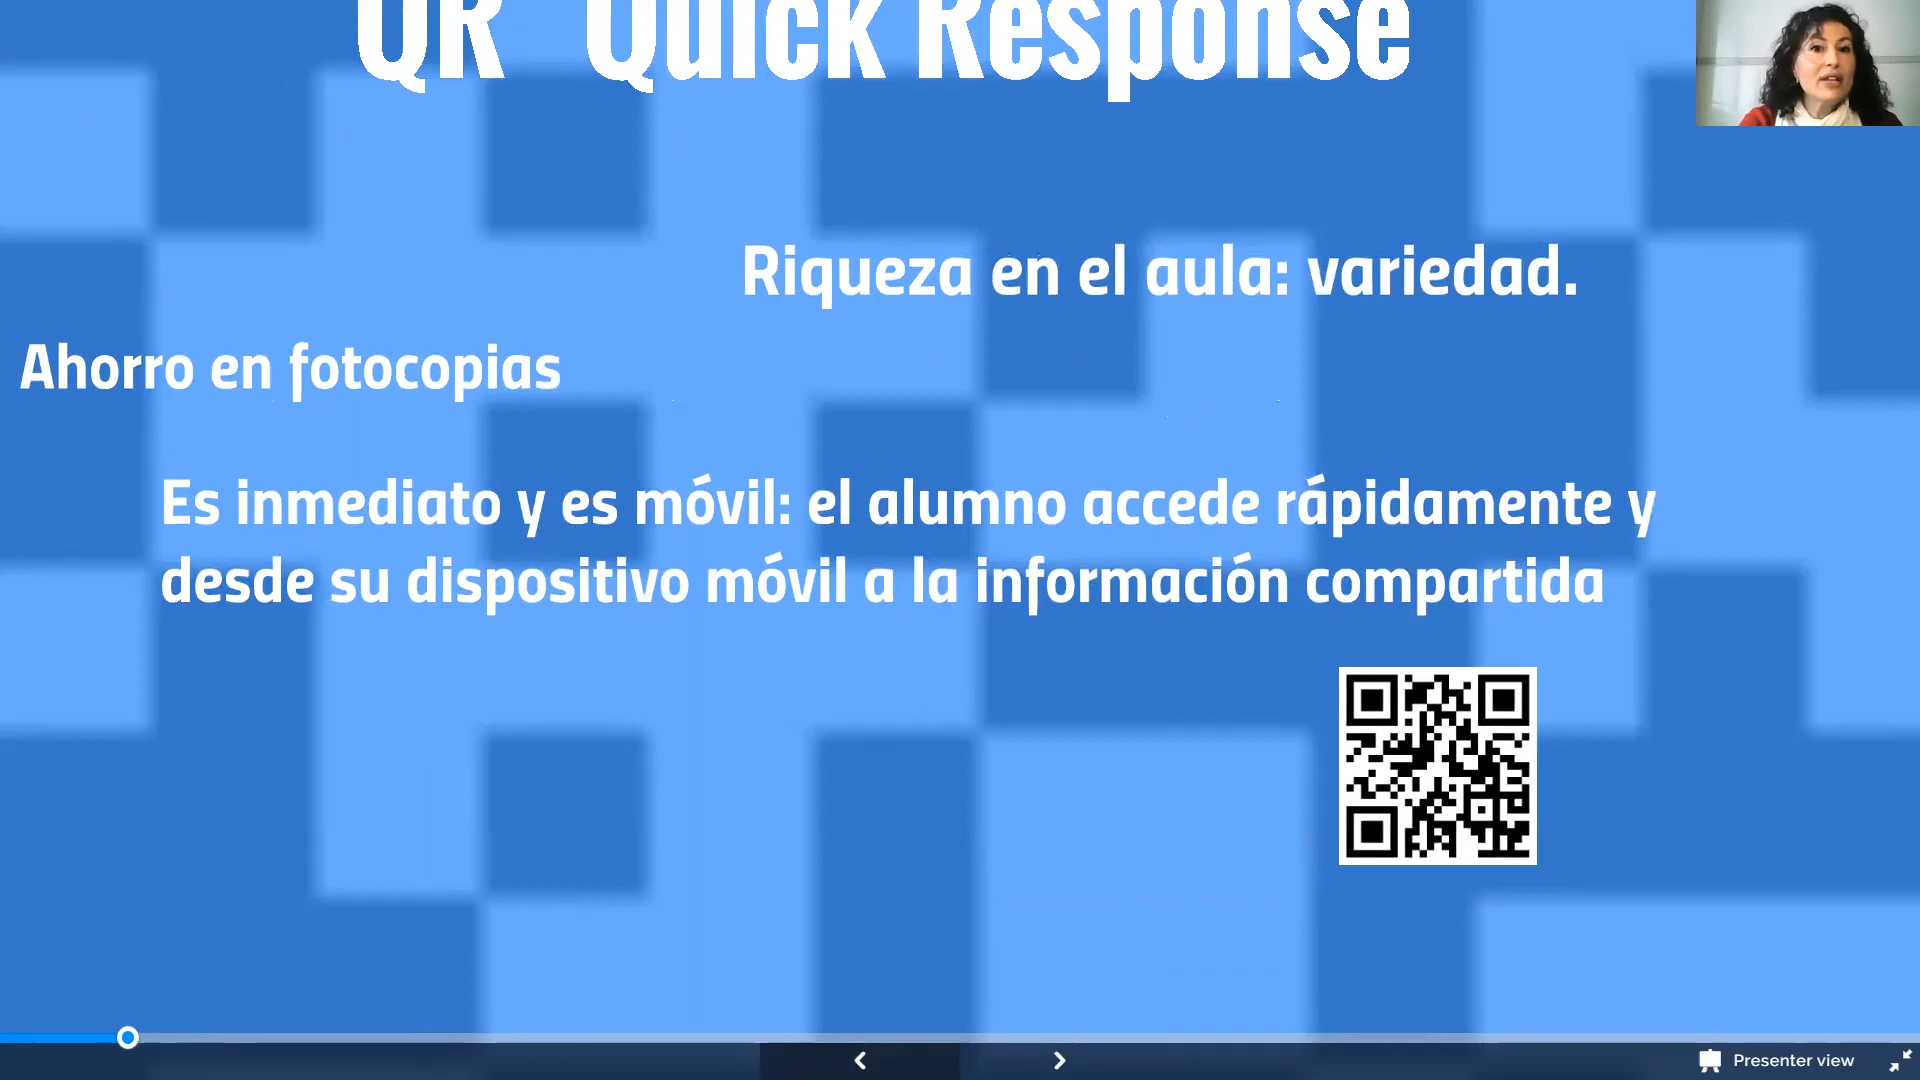 QR Quick Response
Riqueza en el aula: variedad.
Ahorro en fotocopias
Es inmediato y es móvil: el alumno accede rápidamente y
desde su dispositivo móvil a la información compartida
Presenter view